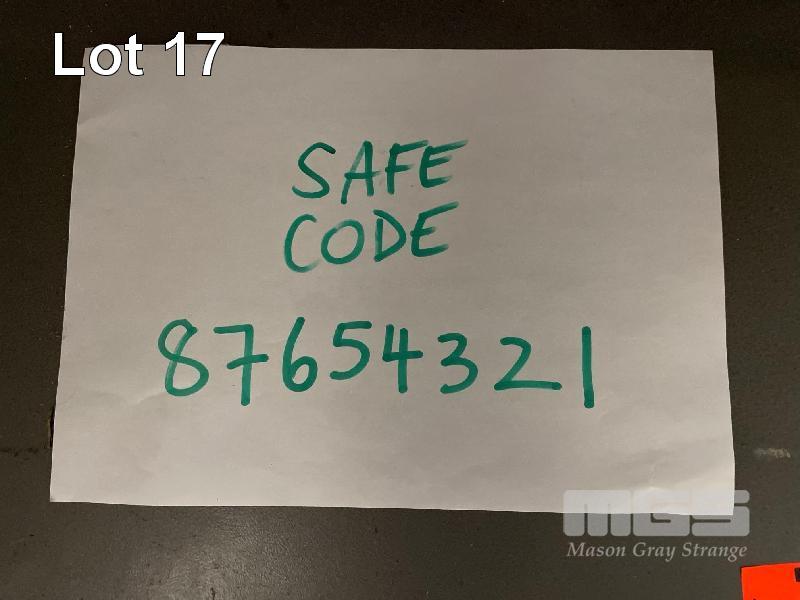 Lot 17
SAFE
CODE
87654321
MGS
Mason Gray Strange